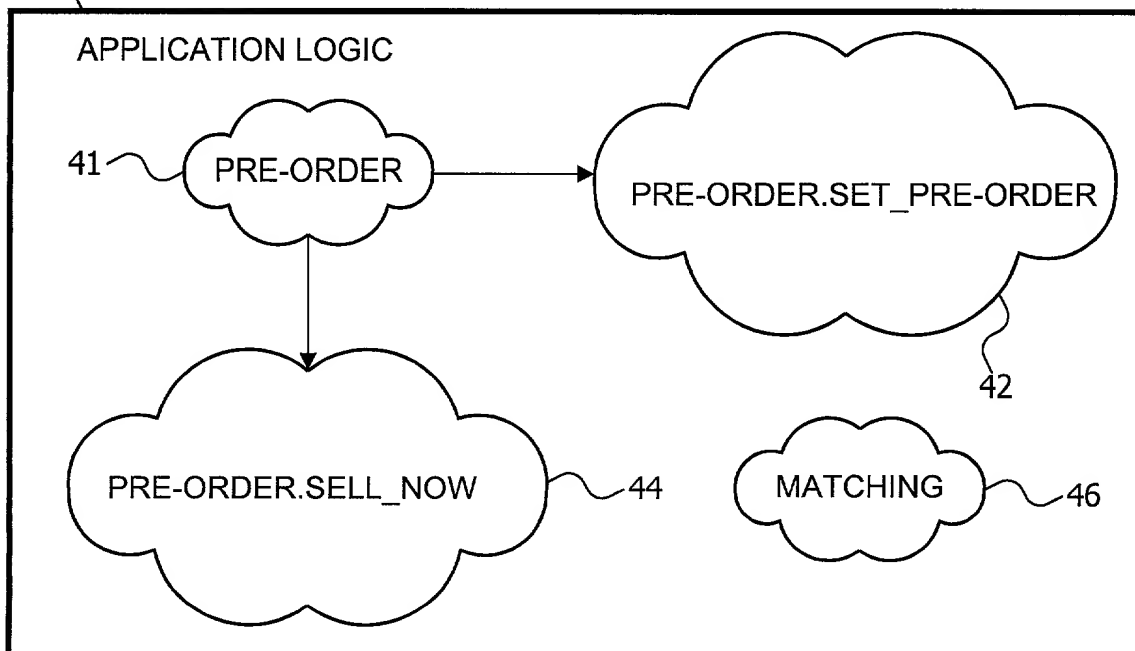 APPLICATION LOGIC
41
PRE-ORDER
PRE-ORDER.SET_PRE-ORDER
42
PRE-ORDER.SELL_NOW
44
MATCHING
46